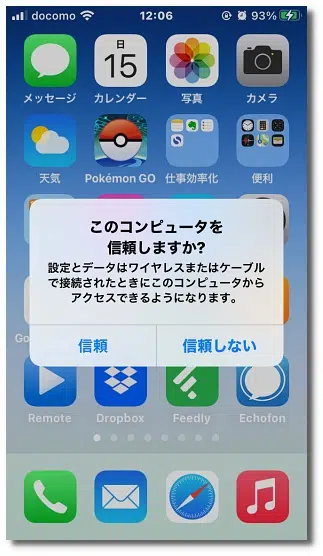 docomo 12:06 93%
日
15
メッセージ カレンダー 写真 カメラ
天気 Pokémon GO 仕事効率化 便利
このコンピュータを
信頼しますか?
設定とデータはワイヤレスまたはケーブル
で接続されたときにこのコンピュータから
アクセスできるようになります。
Go
信頼 信頼しない
Remote Dropbox Feedly Echofon